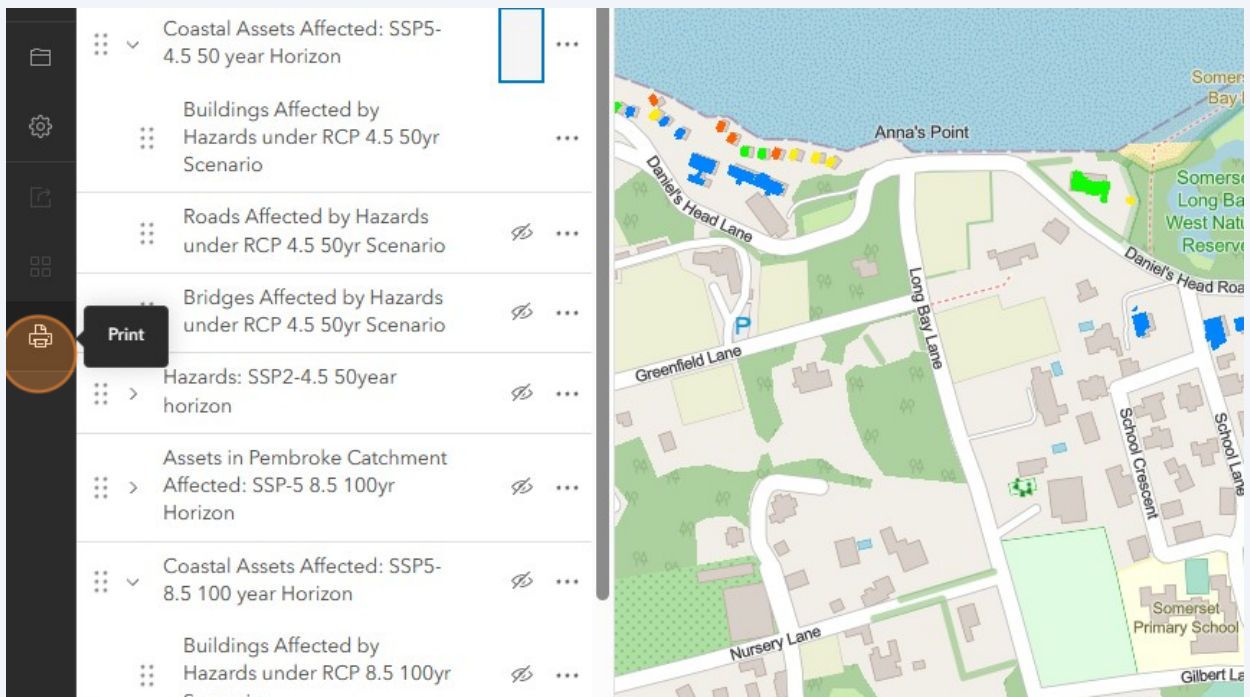 Coastal Assets Affected: SSP5-
4.5 50 year Horizon
Buildings Affected by
Hazards under RCP 4.5 50yr
Scenario
Roads Affected by Hazards
under RCP 4.5 50yr Scenario
Bridges Affected by Hazards
under RCP 4.5 50yr Scenario
Print
Hazards: SSP2-4.5 50year
horizon
Assets in Pembroke Catchment
Affected: SSP-5 8.5 100yr
Horizon
Coastal Assets Affected: SSP5-
8.5 100 year Horizon
Buildings Affected by
Hazards under RCP 8.5 100yr
Anna's Point
Daniel's Head Lane
Long Bay Lane
P
Greenfield Lane
Nursery Lane
Long Ba
West Natu
Reserve
Daniel's Head Roa
School Crescent
School Lane
Somerset
Primary School
Gilbert La